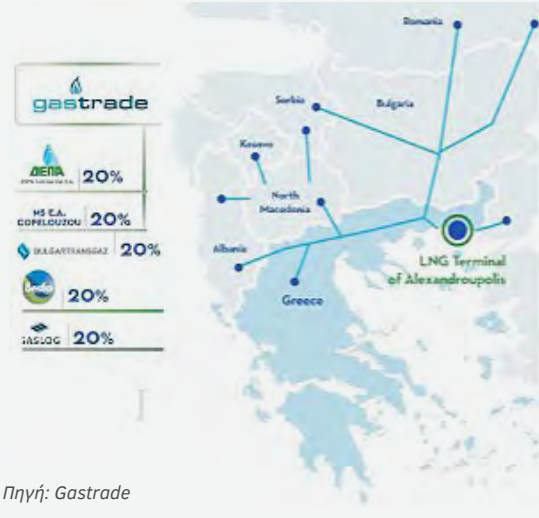 gastrade
ΔΕΠΑ
20%
MS E.A.
COPELOUZOU
20%
BULGARTRANSGAZ
20%
20%
GASLOG
20%
Romania
Serbia
Bulgaria
Kosovo
North
Macedonia
Albania
LNG Terminal
of Alexandroupolis
Greece
Πηγή: Gastrade